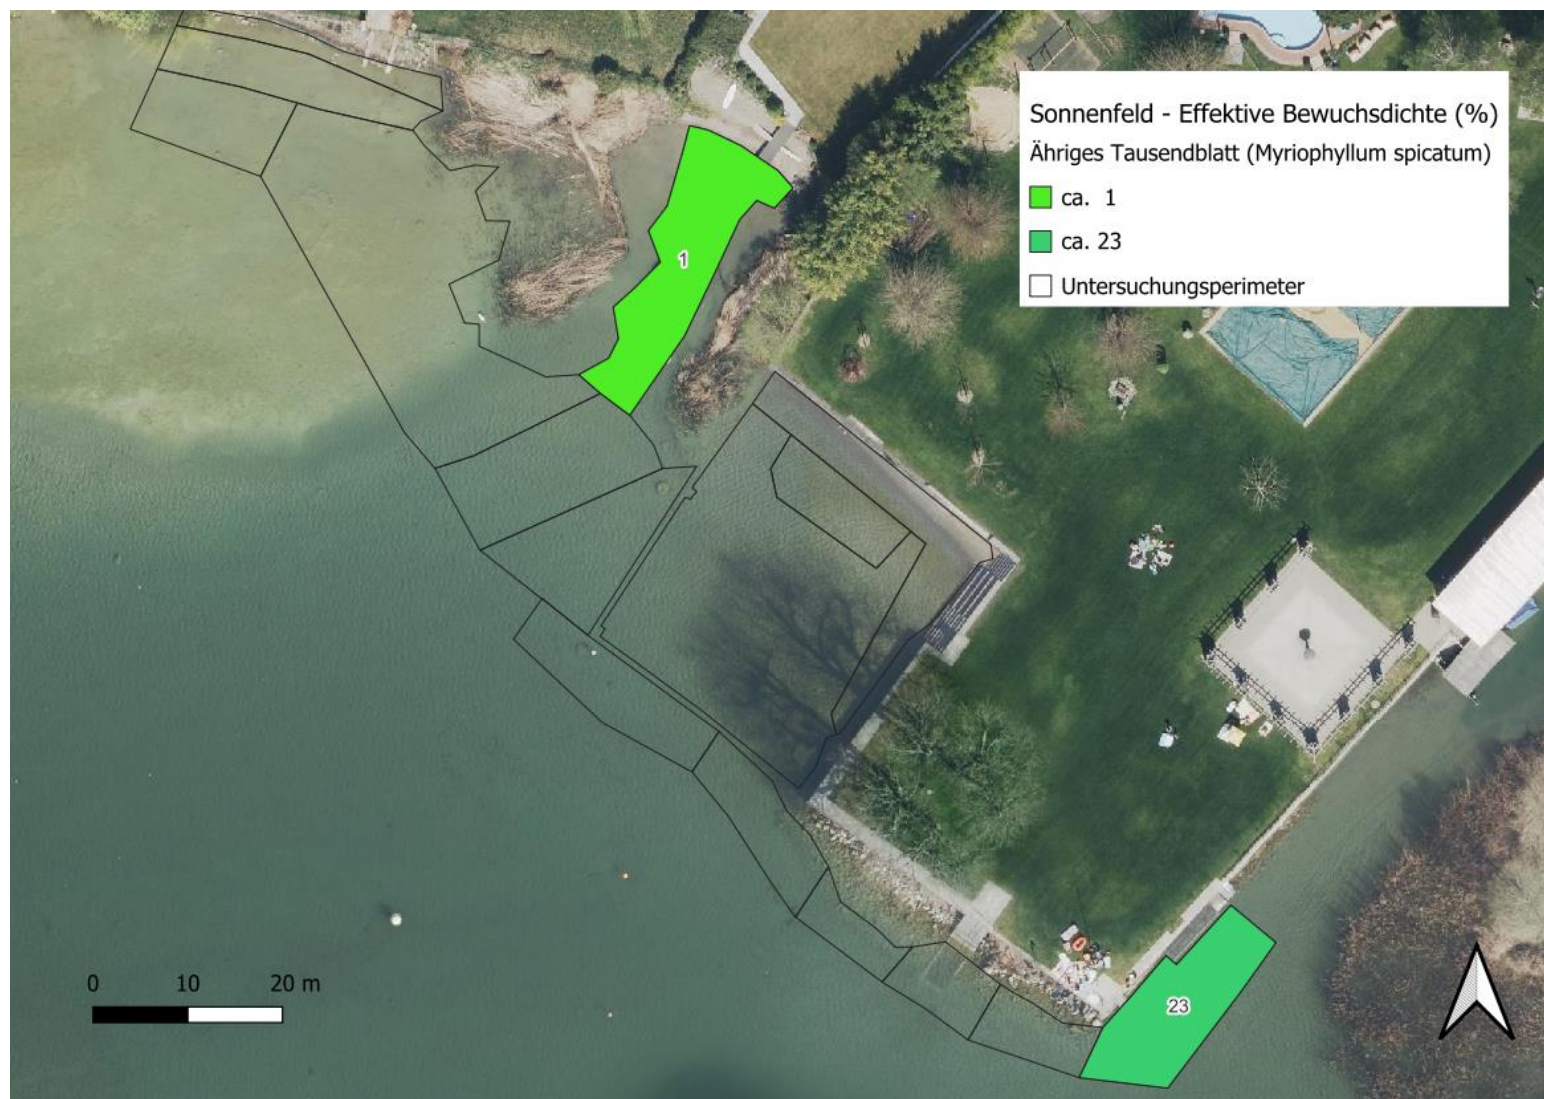 Sonnenfeld - Effektive Bewuchsdichte (%)
Ähriges Tausendblatt (Myriophyllum spicatum)
ca. 1
ca. 23
Untersuchungsperimeter
1
0 10 20 m
23